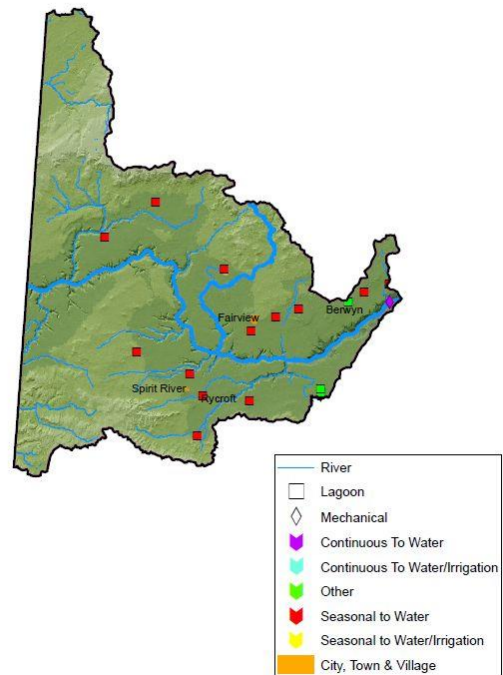 Berwyn
Fairview
Spirit River
Rycroft
River
Lagoon
Mechanical
Continuous To Water
Continuous To Water/Irrigation
Other
Seasonal to Water
Seasonal to Water/Irrigation
City, Town & Village